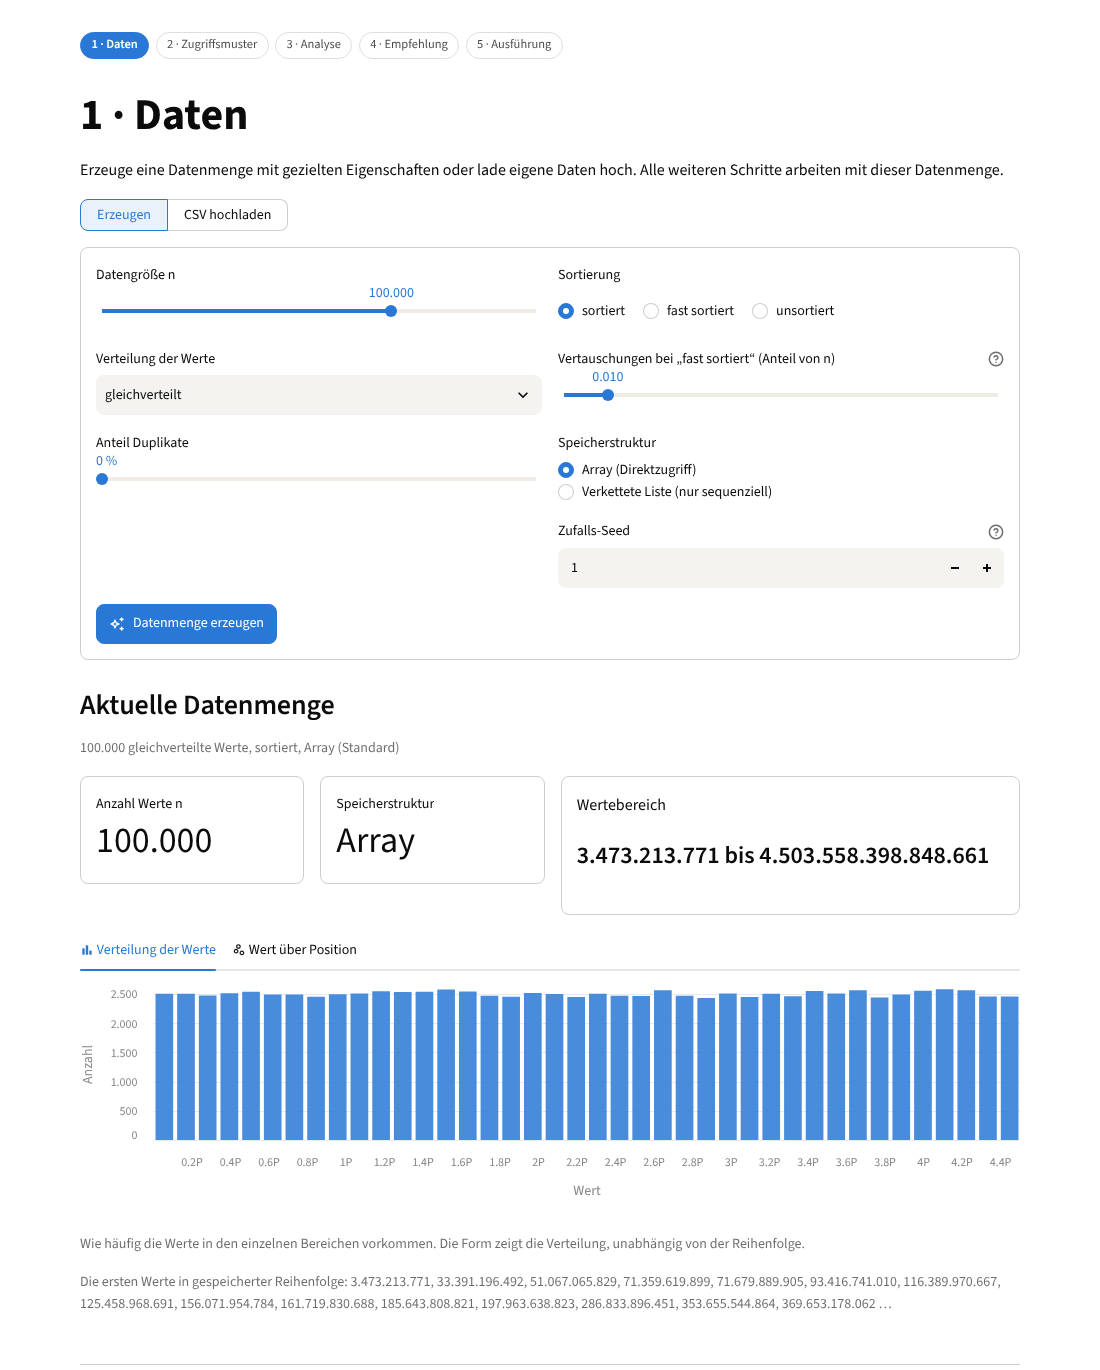 1 · Daten
2 · Zugriffsmuster
3 · Analyse
4 · Empfehlung
5 · Ausführung
1 · Daten
Erzeuge eine Datenmenge mit gezielten Eigenschaften oder lade eigene Daten hoch. Alle weiteren Schritte arbeiten mit dieser Datenmenge.
Erzeugen
CSV hochladen
Datengröße n
100.000
Verteilung der Werte
gleichverteilt
Anteil Duplikate
0 %
Sortierung
sortiert
fast sortiert
unsortiert
Vertauschungen bei „fast sortiert“ (Anteil von n)
0.010
Speicherstruktur
Array (Direktzugriff)
Verkettete Liste (nur sequenziell)
Zufalls-Seed
1
Datenmenge erzeugen
Aktuelle Datenmenge
100.000 gleichverteilte Werte, sortiert, Array (Standard)
Anzahl Werte n
100.000
Speicherstruktur
Array
Wertebereich
3.473.213.771 bis 4.503.558.398.848.661
Verteilung der Werte
Wert über Position
Anzahl
2.500
2.000
1.500
1.000
500
0
0.2P 0.4P 0.6P 0.8P 1P 1.2P 1.4P 1.6P 1.8P 2P 2.2P 2.4P 2.6P 2.8P 3P 3.2P 3.4P 3.6P 3.8P 4P 4.2P 4.4P
Wert
Wie häufig die Werte in den einzelnen Bereichen vorkommen. Die Form zeigt die Verteilung, unabhängig von der Reihenfolge.
Die ersten Werte in gespeicherter Reihenfolge: 3.473.213.771, 33.391.196.492, 51.067.065.829, 71.359.619.899, 71.679.889.905, 93.416.741.010, 116.389.970.667,
125.458.968.691, 156.071.954.784, 161.719.830.688, 185.643.808.821, 197.963.638.823, 286.833.896.451, 353.655.544.864, 369.653.178.062 …